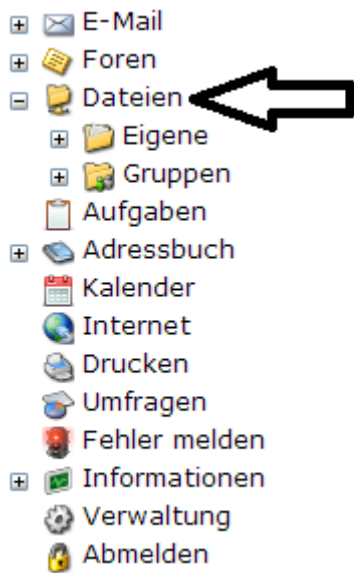 E-Mail
Foren
Dateien
Eigene
Gruppen
Aufgaben
Adressbuch
Kalender
Internet
Drucken
Umfragen
Fehler melden
Informationen
Verwaltung
Abmelden